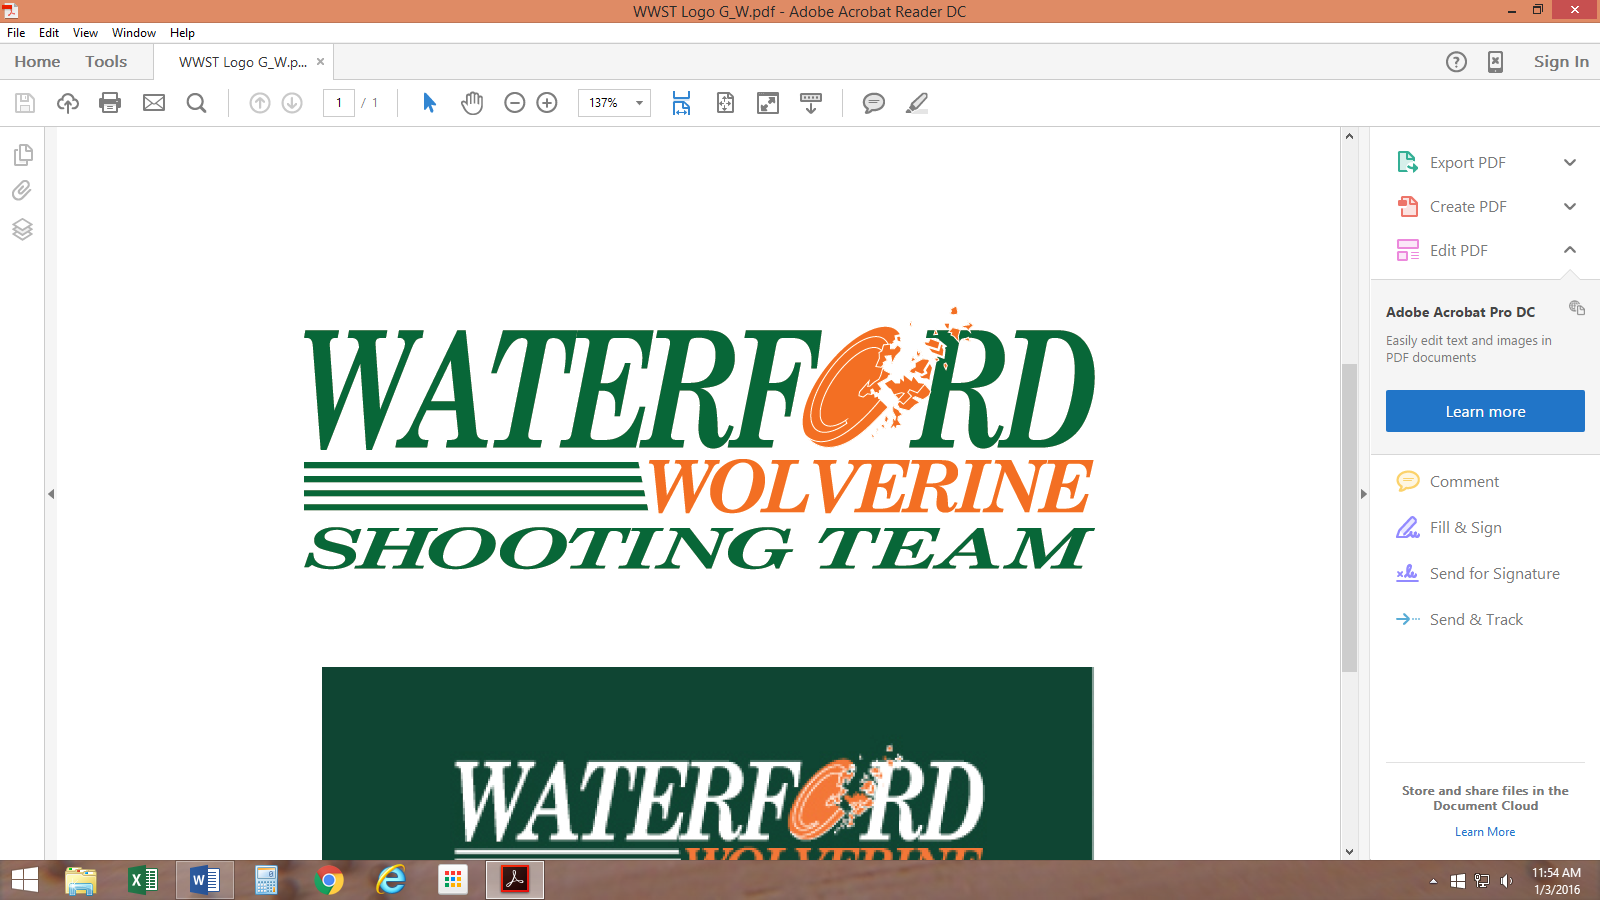 WWST Logo G_W.pdf - Adobe Acrobat Reader DC
File Edit View Window Help
Home Tools WWST Logo G_W.p... × Sign In
1 / 1 137%
Export PDF
Create PDF
Edit PDF
Adobe Acrobat Pro DC
Easily edit text and images in
PDF documents
Learn more
Comment
Fill & Sign
Send for Signature
Send & Track
Store and share files in the
Document Cloud
Learn More
WATERFORD
WOLVERINE
SHOOTING TEAM
WATERFORD
WOLVERINE
11:54 AM
1/3/2016